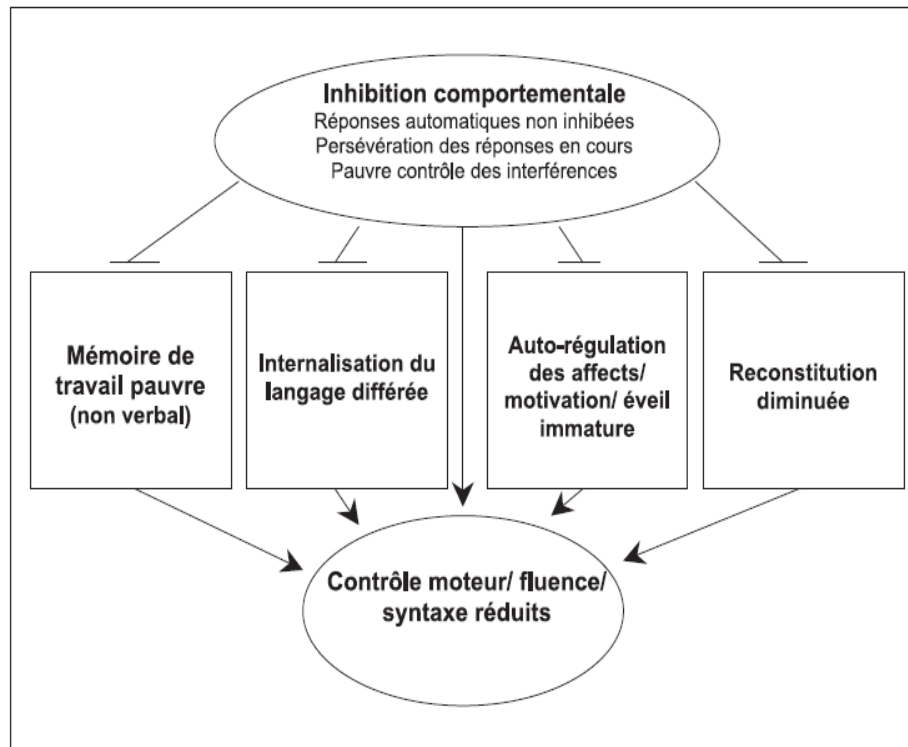 Inhibition comportementale
Réponses automatiques non inhibées
Persévération des réponses en cours
Pauvre contrôle des interférences
Mémoire de
travail pauvre
(non verbal)
Internalisation du
langage différée
Auto-régulation
des affects/
motivation/ éveil
immature
Reconstitution
diminuée
Contrôle moteur/ fluence/
syntaxe réduits